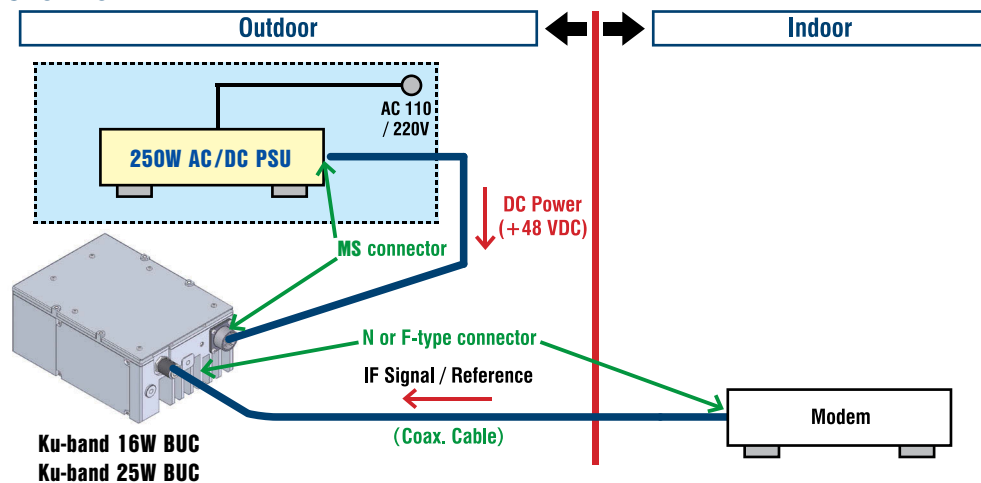 Outdoor
Indoor
AC 110
/ 220V
250W AC/DC PSU
DC Power
(+48 VDC)
MS connector
N or F-type connector
IF Signal / Reference
(Coax. Cable)
Modem
Ku-band 16W BUC
Ku-band 25W BUC